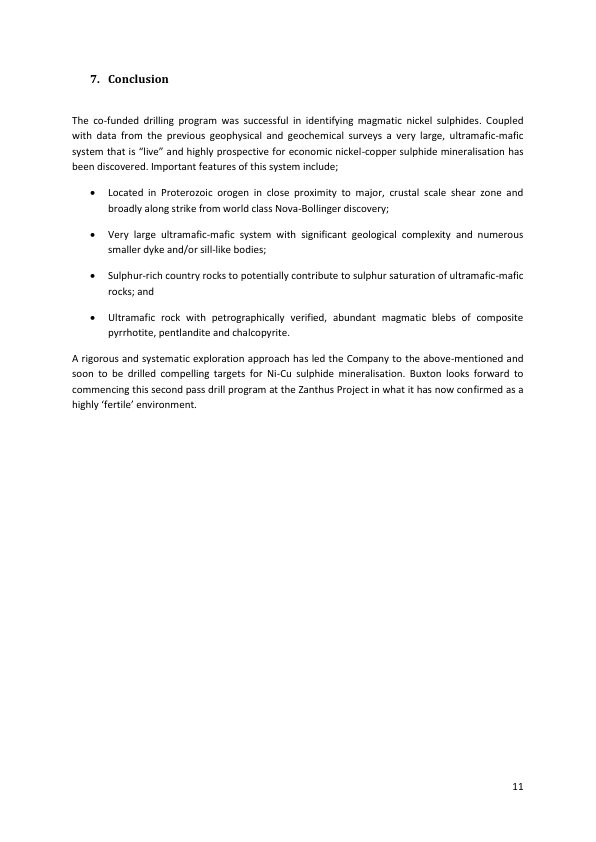 7. Conclusion
The co-funded drilling program was successful in identifying magmatic nickel sulphides. Coupled
with data from the previous geophysical and geochemical surveys a very large, ultramafic-mafic
system that is “live” and highly prospective for economic nickel-copper sulphide mineralisation has
been discovered. Important features of this system include;
• Located in Proterozoic orogen in close proximity to major, crustal scale shear zone and
broadly along strike from world class Nova-Bollinger discovery;
• Very large ultramafic-mafic system with significant geological complexity and numerous
smaller dyke and/or sill-like bodies;
• Sulphur-rich country rocks to potentially contribute to sulphur saturation of ultramafic-mafic
rocks; and
• Ultramafic rock with petrographically verified, abundant magmatic blebs of composite
pyrrhotite, pentlandite and chalcopyrite.
A rigorous and systematic exploration approach has led the Company to the above-mentioned and
soon to be drilled compelling targets for Ni-Cu sulphide mineralisation. Buxton looks forward to
commencing this second pass drill program at the Zanthus Project in what it has now confirmed as a
highly ‘fertile’ environment.
11